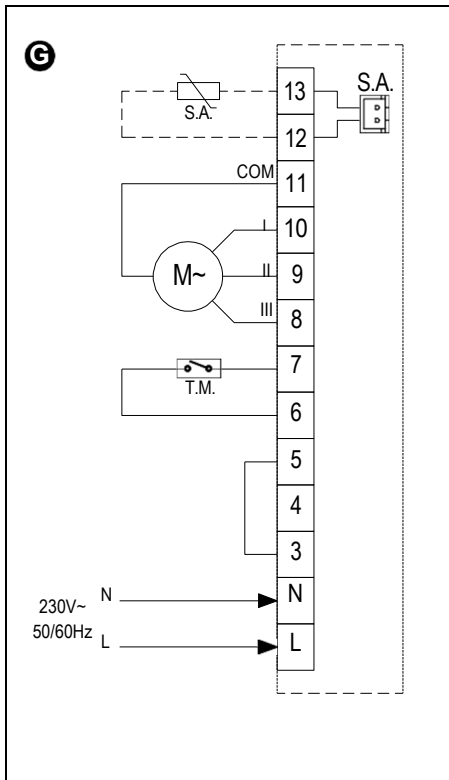 G
S.A.
13
S.A.
12
COM
11
I
10
M~
II
9
III
8
7
T.M.
6
5
4
3
N
N
230V~
50/60Hz
L
L